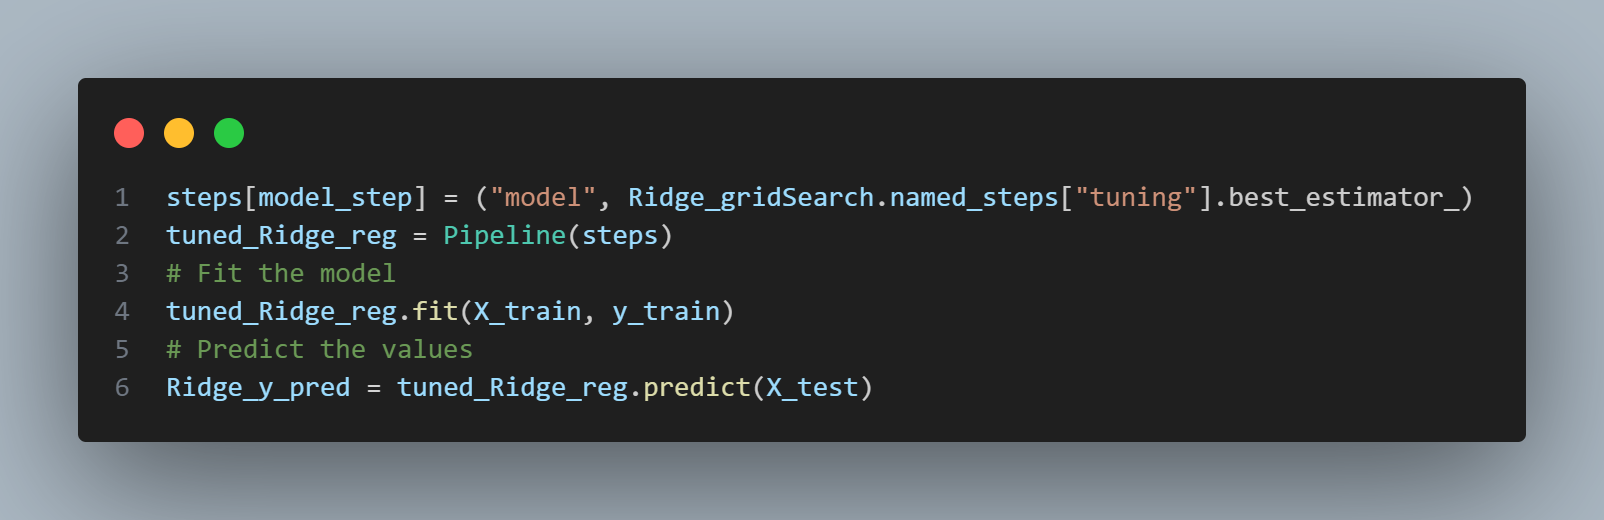 1 steps[model_step] = ("model", Ridge_gridSearch.named_steps["tuning"].best_estimator_)
2 tuned_Ridge_reg = Pipeline(steps)
3 # Fit the model
4 tuned_Ridge_reg.fit(X_train, y_train)
5 # Predict the values
6 Ridge_y_pred = tuned_Ridge_reg.predict(X_test)